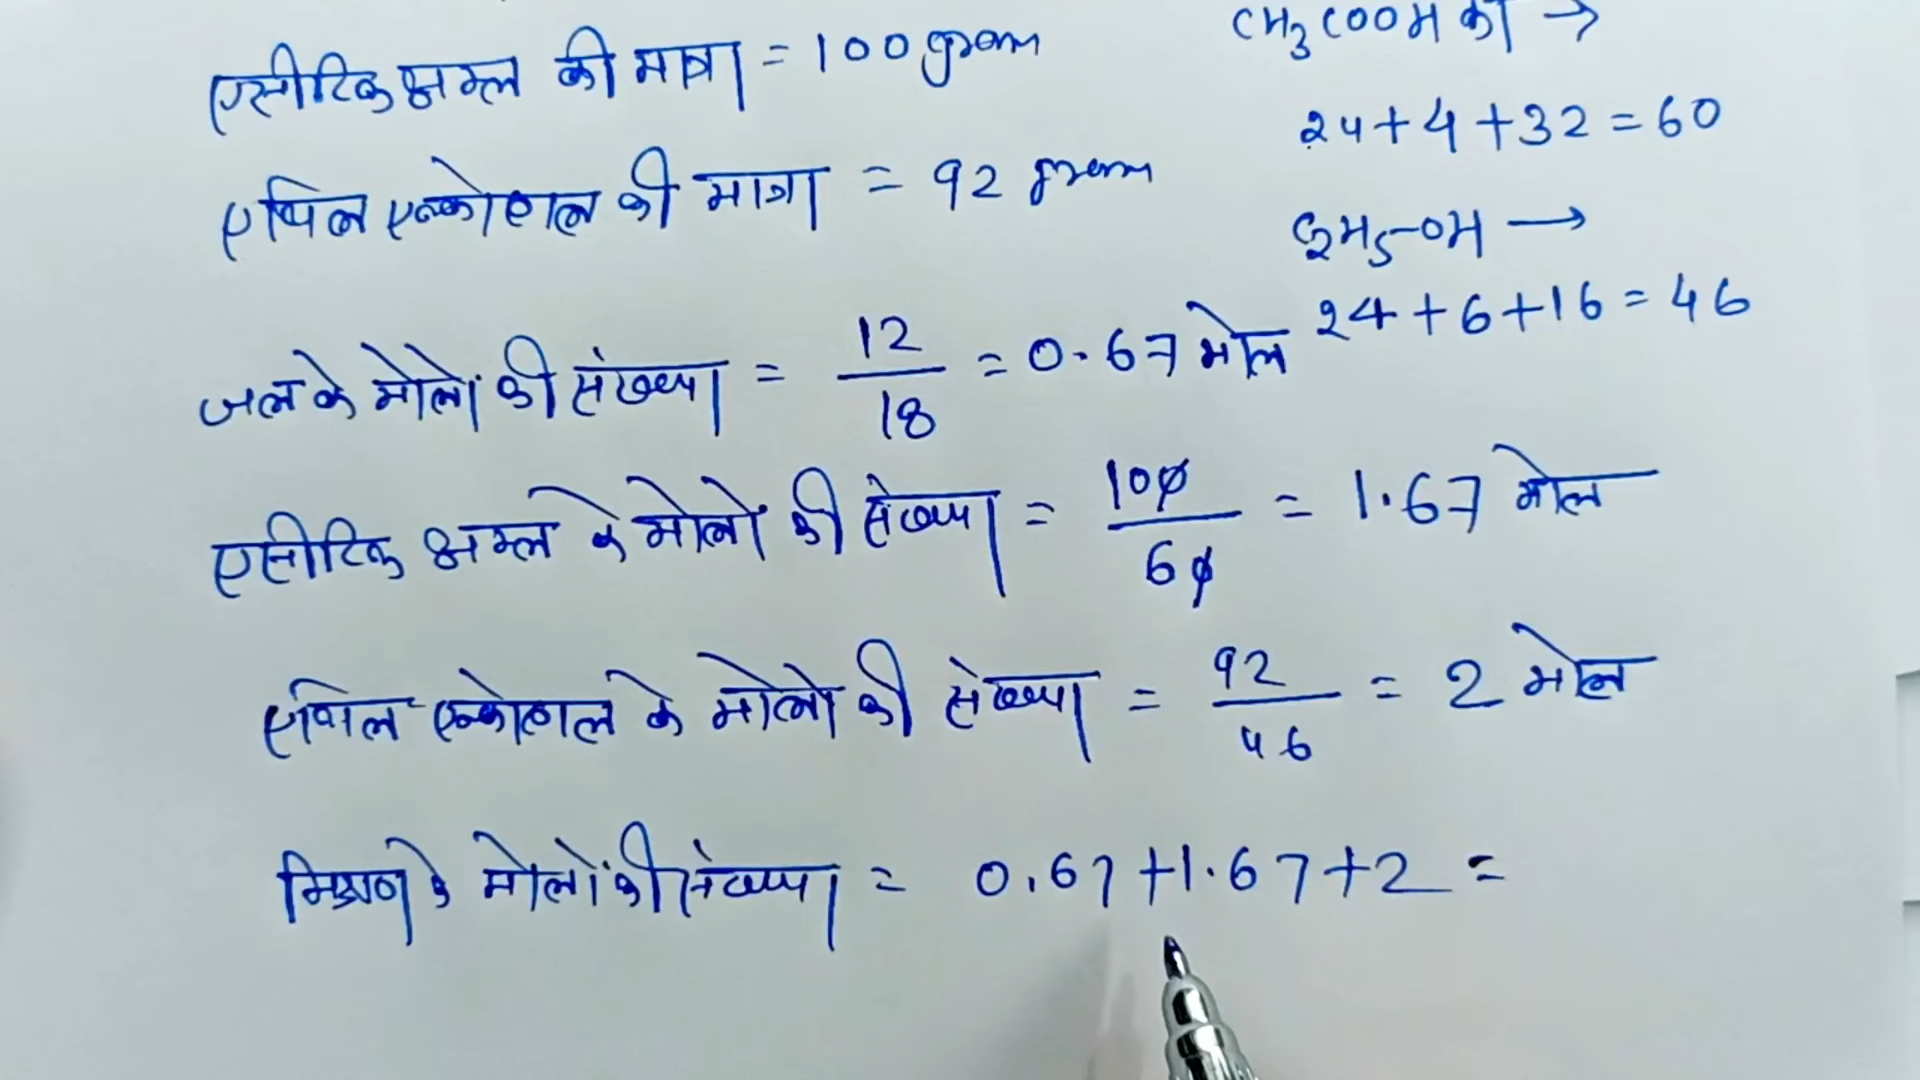 एसीटिक अम्ल की मात्रा = 100 gram
CH3COOH का →
24+4+32=60
एथिल एल्कोहाल की मात्रा = 92 gram
C2H5-OH →
24+6+16=46
जल के मोलों की संख्या = 12/18 = 0.67 मोल
एसीटिक अम्ल के मोलों की संख्या = 100/60 = 1.67 मोल
एथिल एल्कोहाल के मोलों की संख्या = 92/46 = 2 मोल
मिश्रण के मोलों की संख्या = 0.67+1.67+2 =